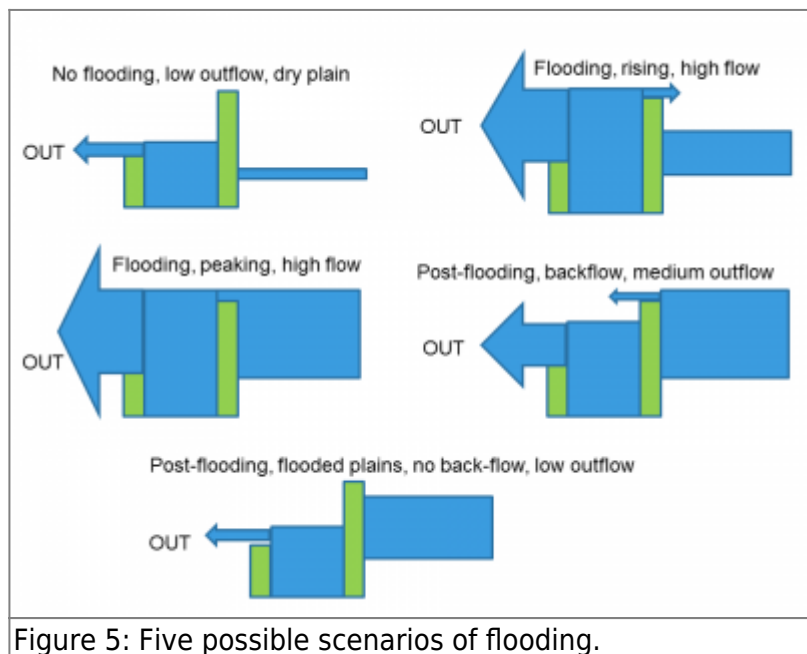 No flooding, low outflow, dry plain
OUT
Flooding, rising, high flow
OUT
Flooding, peaking, high flow
OUT
Post-flooding, backflow, medium outflow
OUT
Post-flooding, flooded plains, no back-flow, low outflow
OUT
Figure 5: Five possible scenarios of flooding.